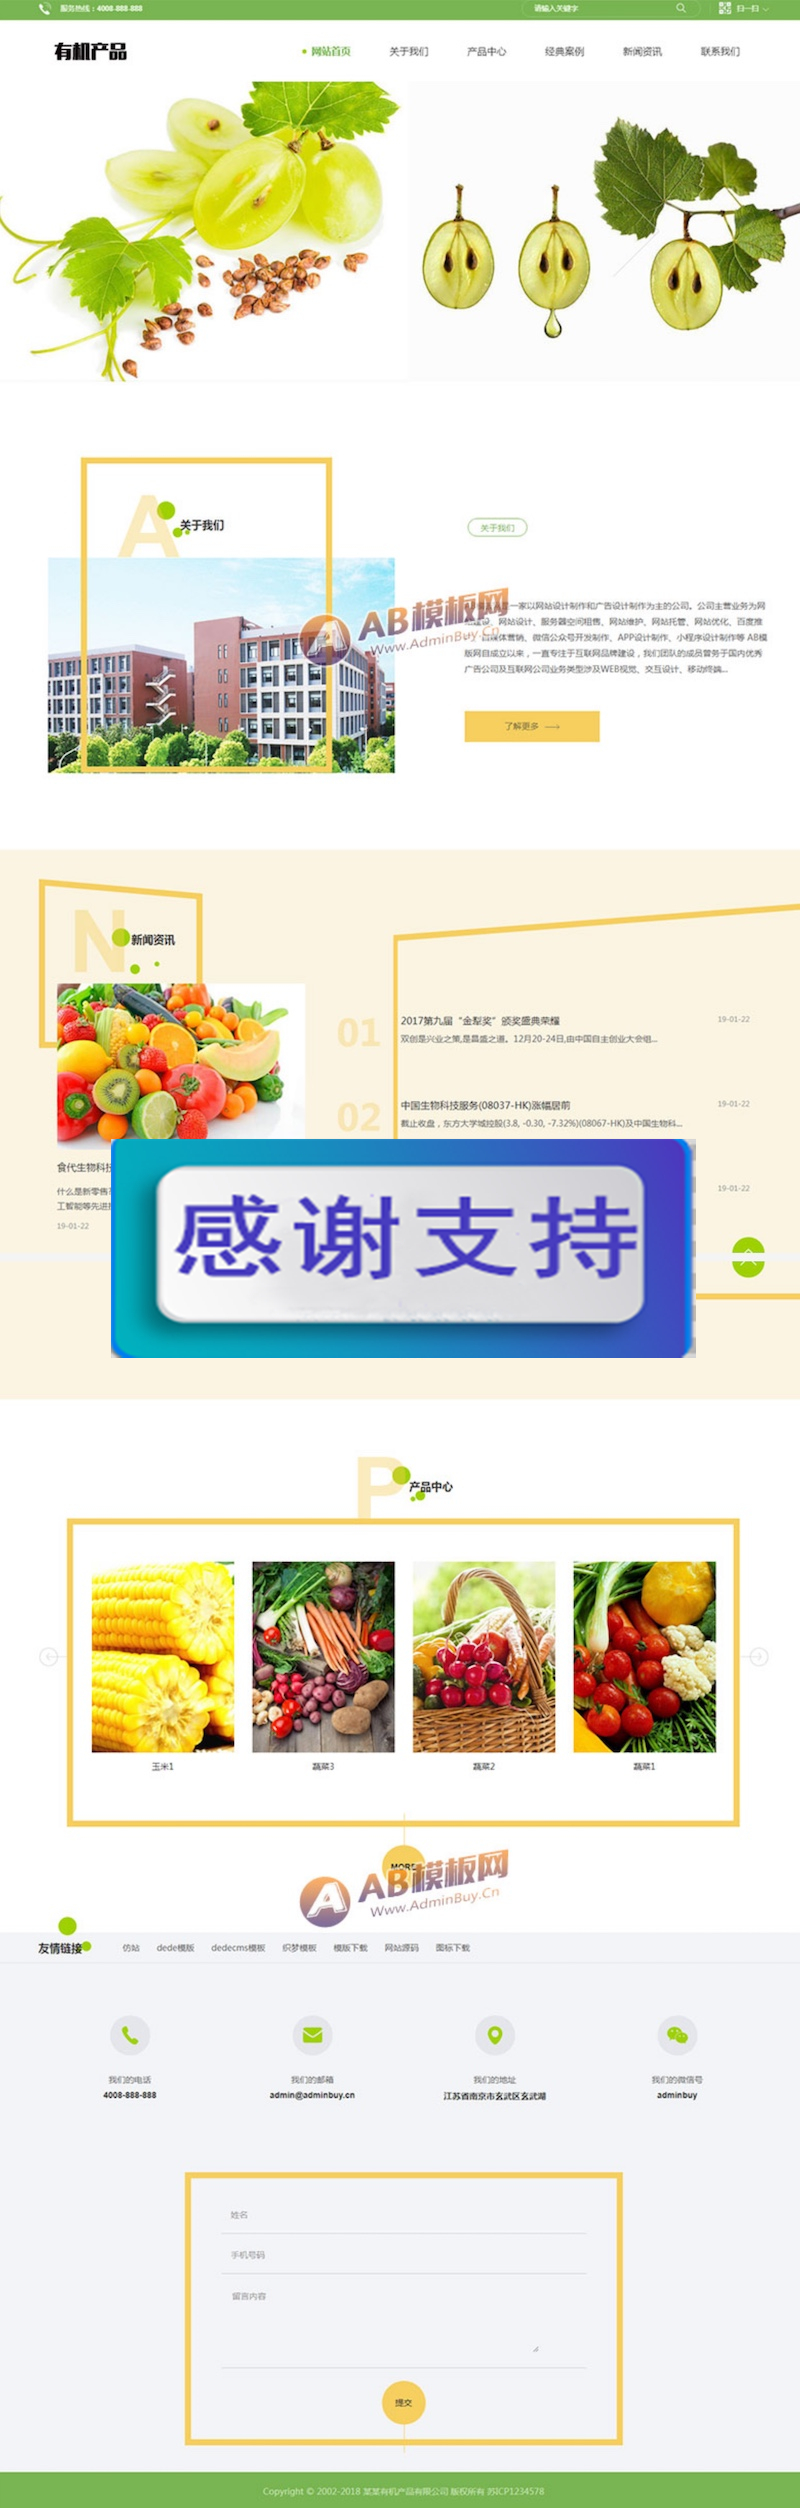 服务热线：4008-888-888
请输入关键字
扫一扫
有机产品
网站首页
关于我们
产品中心
经典案例
新闻资讯
联系我们
A
关于我们
关于我们
一家以网站设计制作和广告设计制作为主的公司。公司主营业务为网
网站设计、服务器空间租售、网站维护、网站托管、网站优化、百度推
媒体营销、微信公众号开发制作、APP设计制作、小程序设计制作等 AB模
版网自成立以来，一直专注于互联网品牌建设，我们团队的成员曾务于国内优秀
广告公司及互联网公司业务类型涉及WEB视觉、交互设计、移动终端...
AB模板网
www.AdminBuy.Cn
了解更多
N
新闻资讯
01
2017第九届“金犁奖”颁奖盛典荣耀
19-01-22
双创是兴业之策,是昌盛之道。12月20-24日,由中国自主创业大会组...
02
中国生物科技服务(08037-HK)涨幅居前
19-01-22
截止收盘，东方大学城控股(3.8, -0.30, -7.32%)(08067-HK)及中国生物科...
食代生物科技
什么是新零售
工智能等先进
19-01-22
19-01-22
感谢支持
P
产品中心
玉米1
蔬菜3
蔬菜2
蔬菜1
MORE
AB模板网
www.AdminBuy.Cn
友情链接
仿站
dede模版
dedecms模板
织梦模板
模版下载
网站源码
图标下载
我们的电话
4008-888-888
我们的邮箱
admin@adminbuy.cn
我们的地址
江苏省南京市玄武区玄武湖
我们的微信号
adminbuy
姓名
手机号码
留言内容
提交
Copyright © 2002-2018 某某有机产品有限公司 版权所有 苏ICP1234578